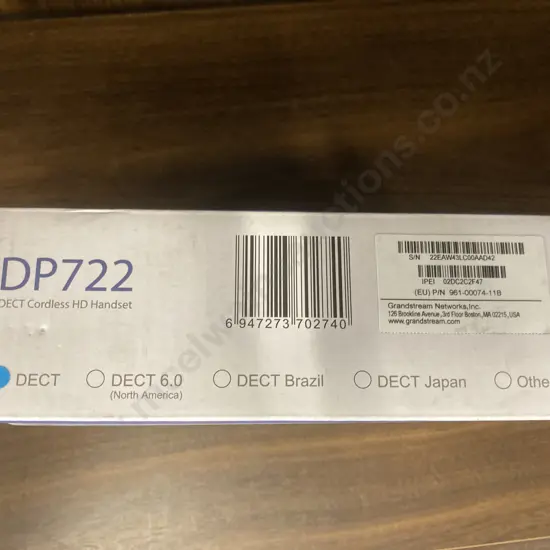 DP722
DECT Cordless HD Handset
6 947273 702740
S/N 22EAW43LC00AAD42
IPEI 02DC2C2F47
(EU) P/N 961-00074-11B
Grandstream Networks,Inc.
126 Brookline Avenue,3rd Floor Boston,MA 02215,USA
www.grandstream.com
DECT
DECT 6.0
(North America)
DECT Brazil
DECT Japan
Othe